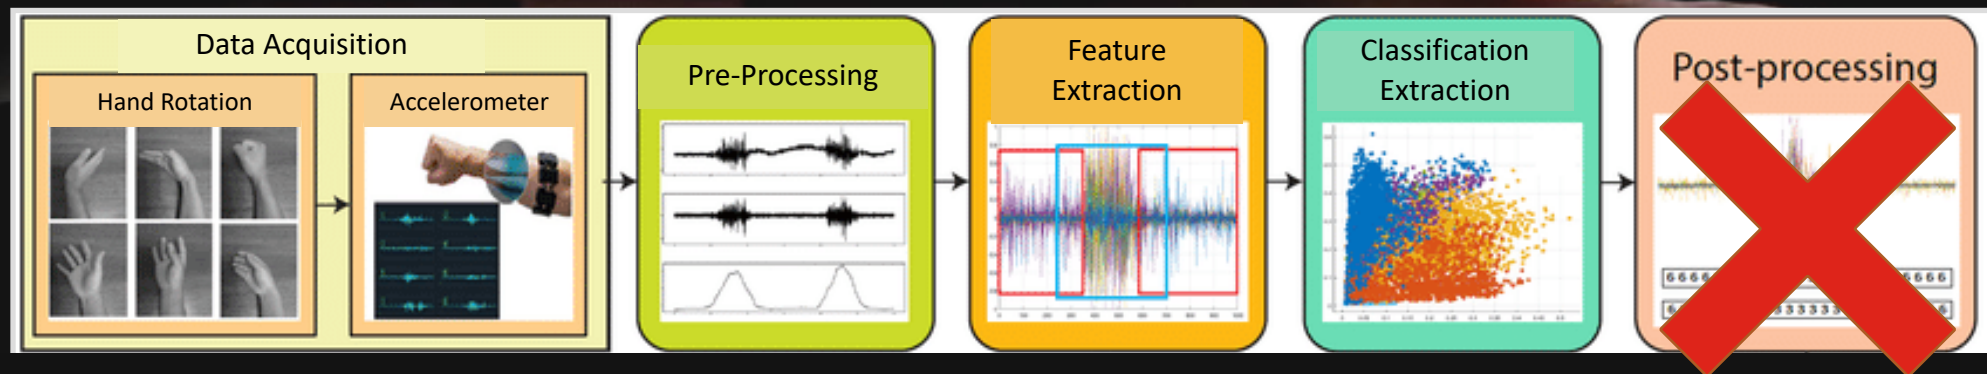 Data Acquisition
Hand Rotation
Accelerometer
Pre-Processing
Feature
Extraction
Classification
Extraction
Post-processing